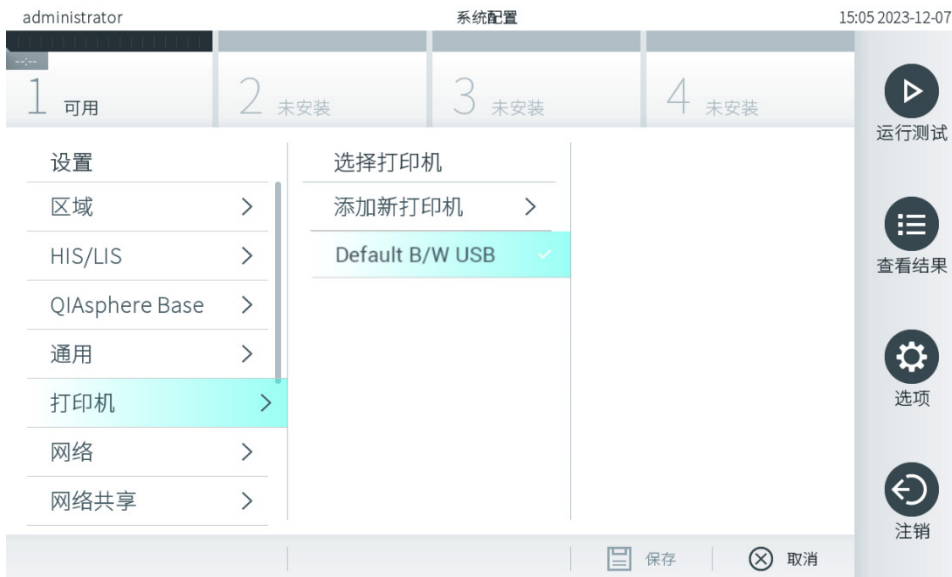 administrator
系统配置
15:05 2023-12-07
--:--
1 可用
2 未安装
3 未安装
4 未安装
设置
区域
HIS/LIS
QIAsphere Base
通用
打印机
网络
网络共享
选择打印机
添加新打印机
Default B/W USB
运行测试
查看结果
选项
注销
保存
取消